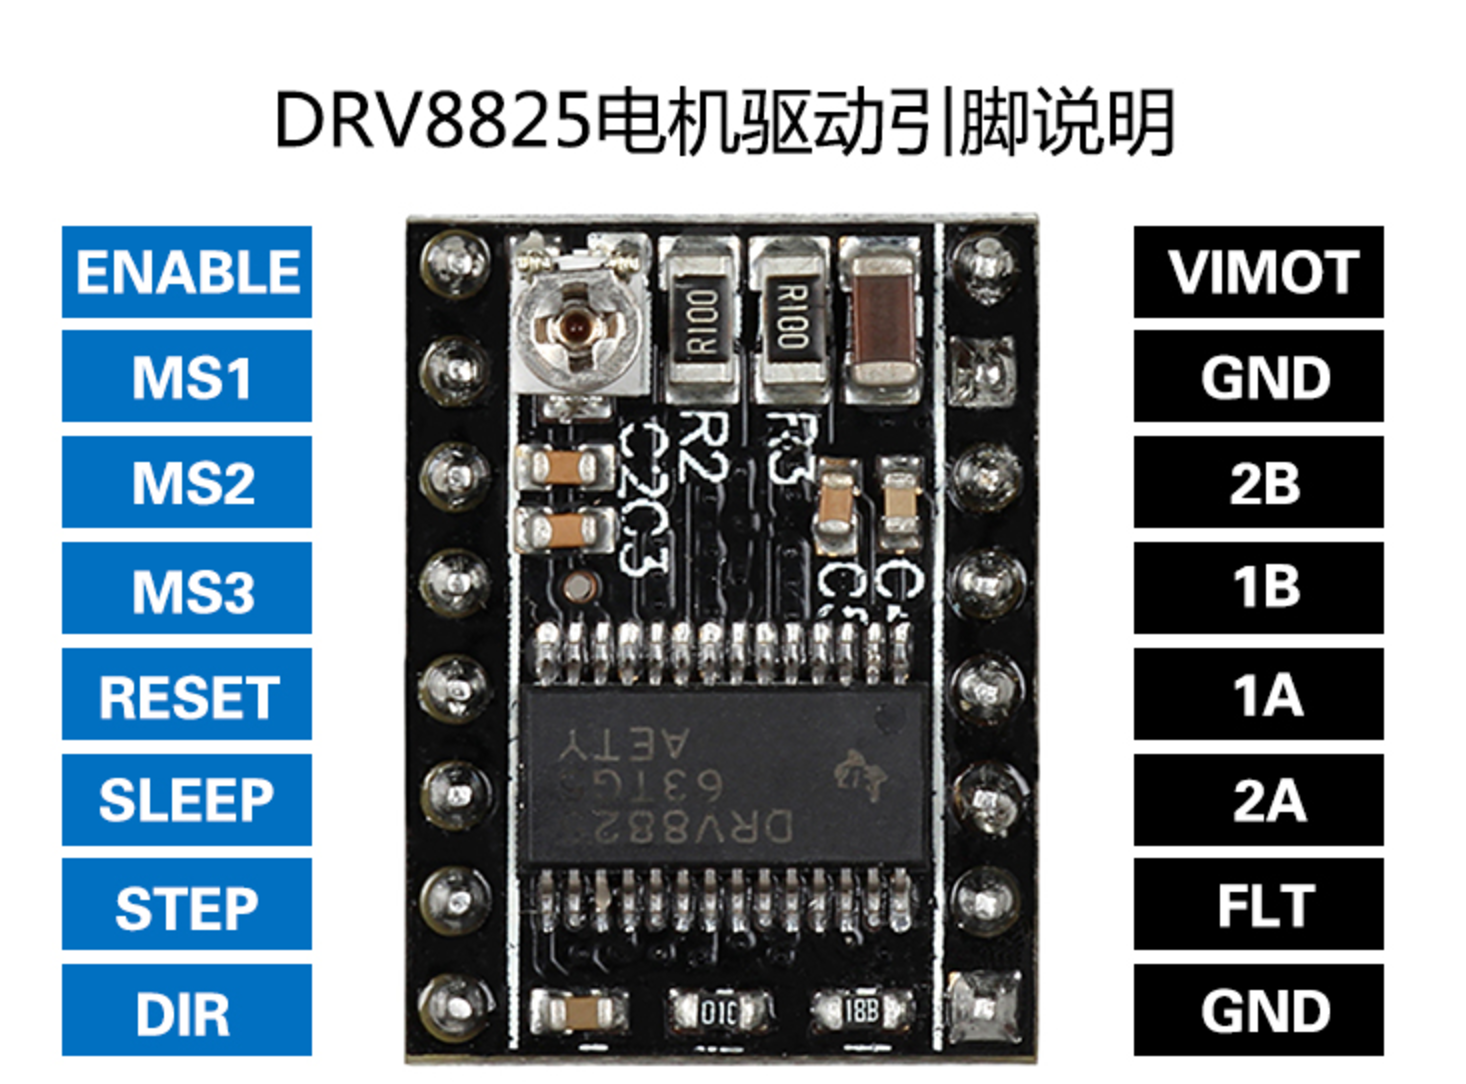 DRV8825电机驱动引脚说明
ENABLE
VIMOT
MS1
GND
MS2
2B
MS3
1B
RESET
1A
SLEEP
2A
STEP
FLT
DIR
GND
R100
R100
C2
C3
R2
R3
DRV882
63TG
AETY
01C
18B